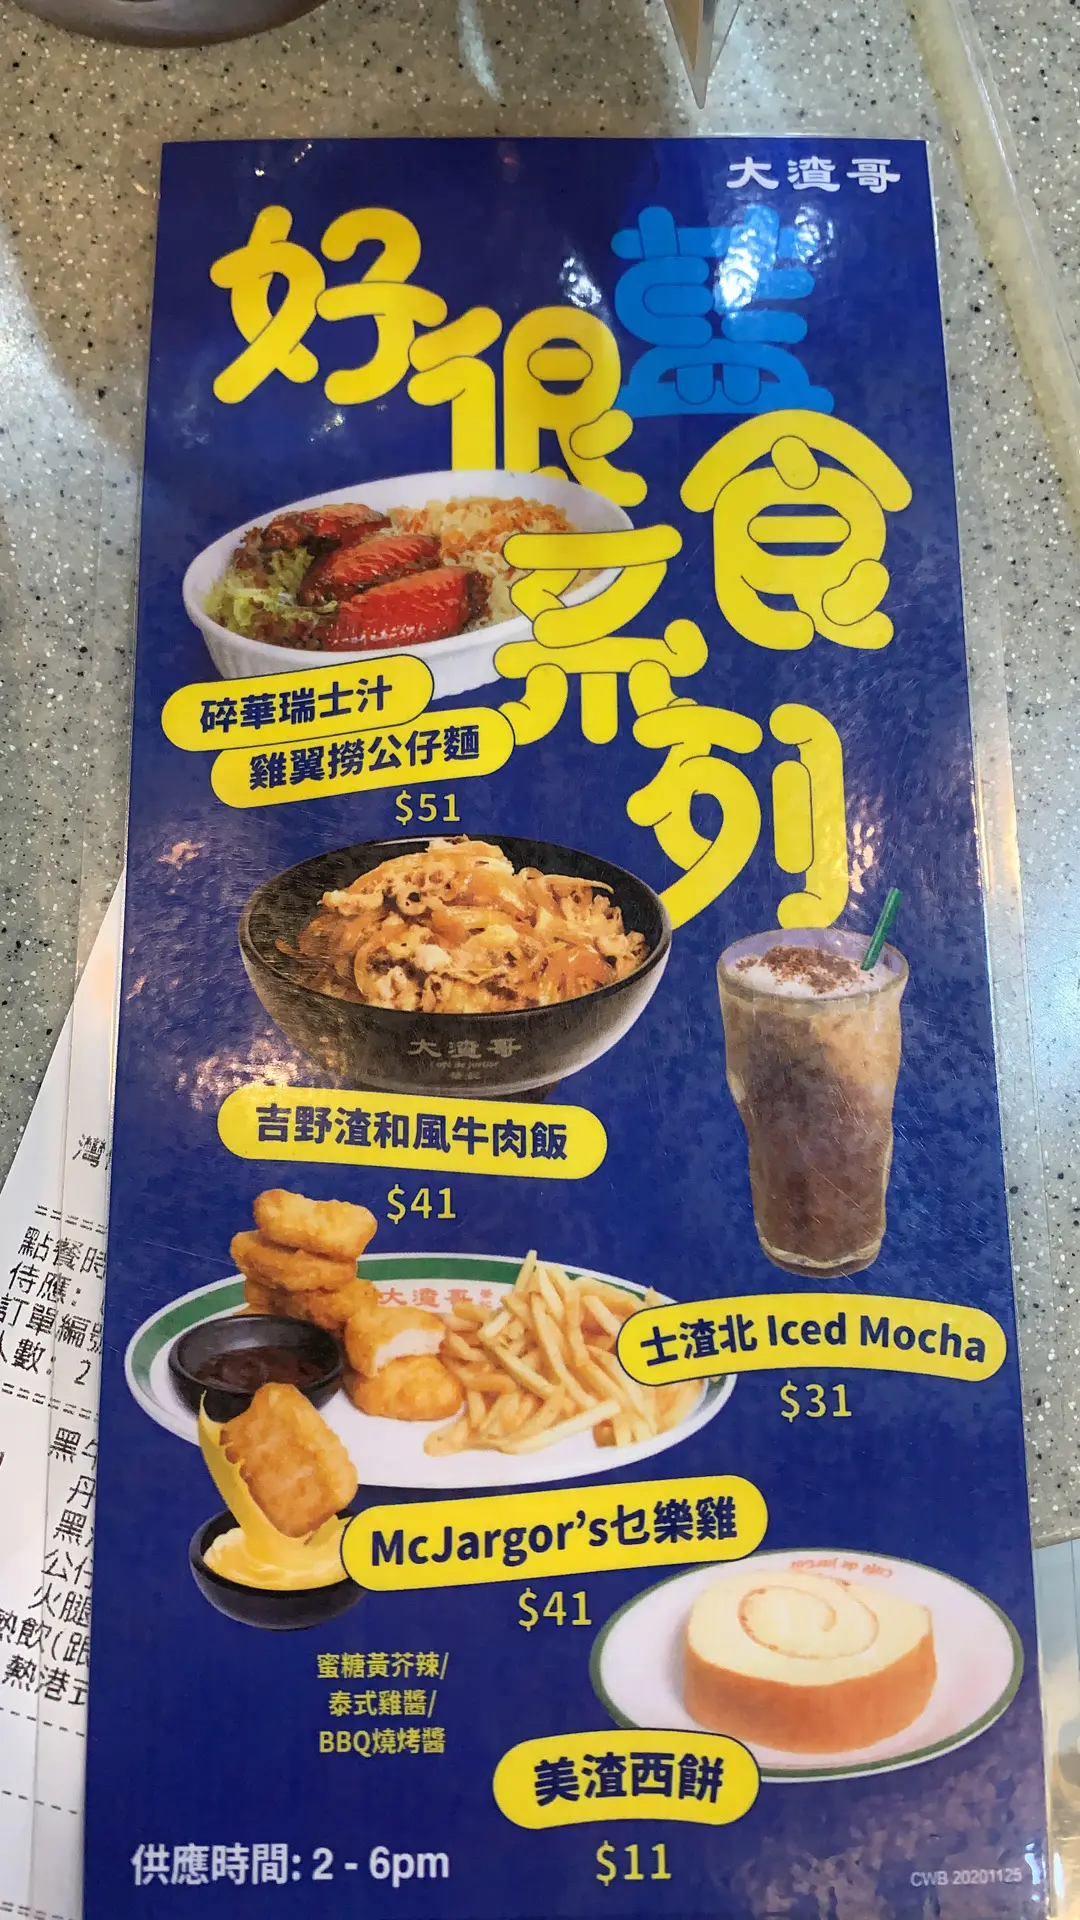 大渣哥
好很藍食系列
碎華瑞士汁
雞翼撈公仔麵
$51
大渣哥
吉野渣和風牛肉飯
$41
大渣哥
士渣北 Iced Mocha
$31
McJargor's乜樂雞
$41
蜜糖黃芥辣/
泰式雞醬/
BBQ燒烤醬
美渣西餅
$11
供應時間: 2 - 6pm
CWB 20201125
灣
點餐時
侍應:
訂單編號
人數: 2
黑牛
丹
黑
公仔
火腿
熱飲(跟
熱港式